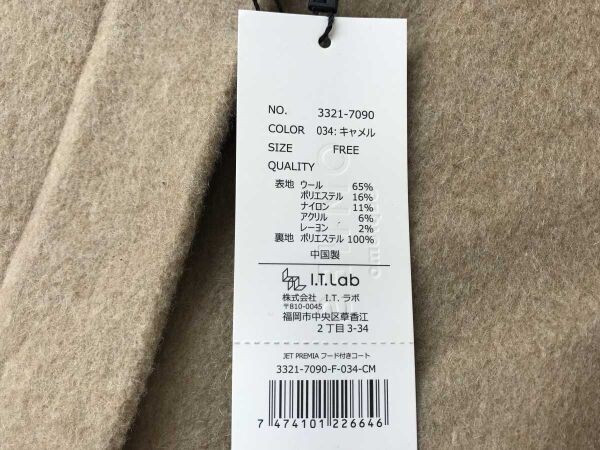 NO. 3321-7090
COLOR 034: キャメル
SIZE FREE
QUALITY
表地 ウール 65%
ポリエステル 16%
ナイロン 11%
アクリル 6%
レーヨン 2%
裏地 ポリエステル 100%
中国製
I.T.Lab
株式会社 I.T. ラボ
〒810-0045
福岡市中央区草香江
2丁目3-34
JET PREMIA フード付きコート
3321-7090-F-034-CM
7 474101 226646